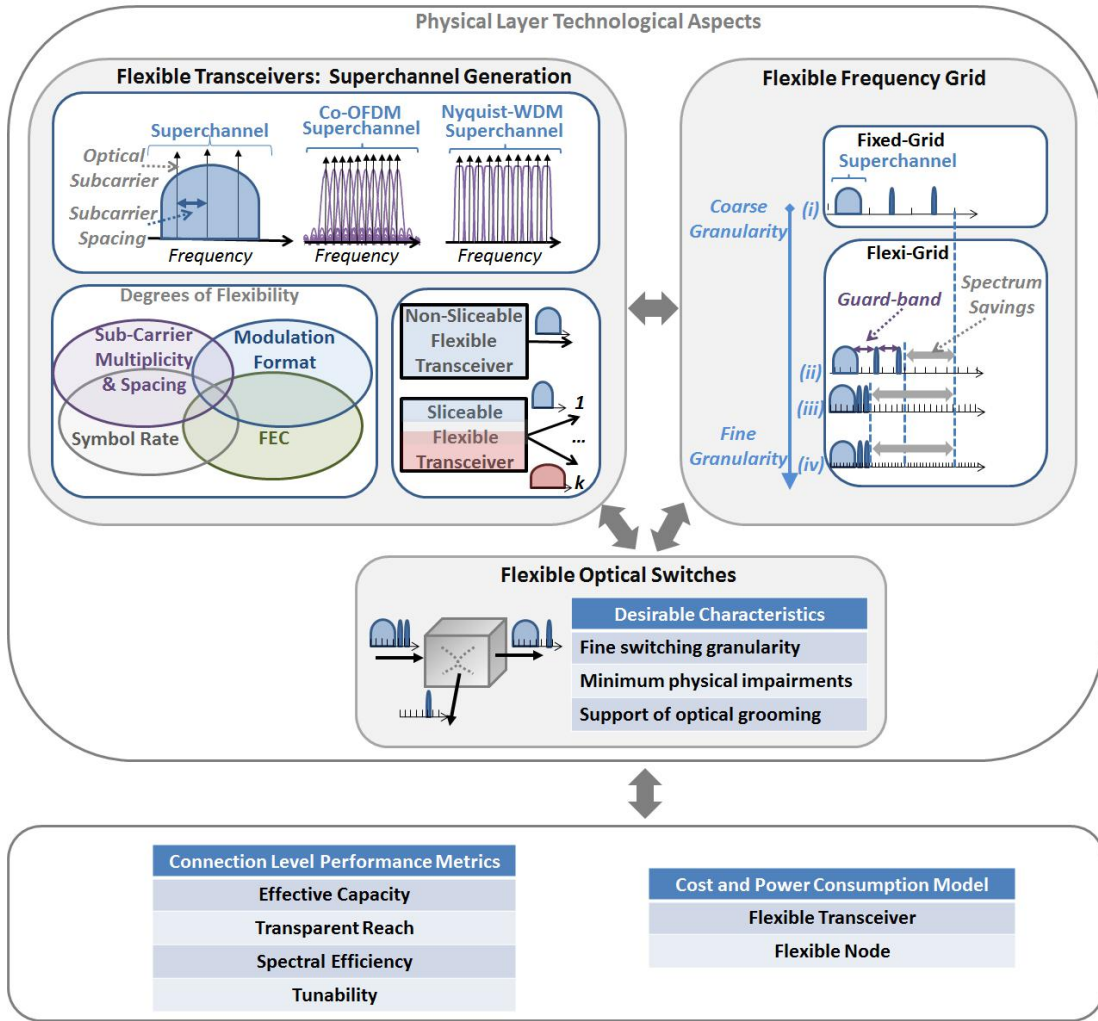 Physical Layer Technological Aspects
Flexible Transceivers: Superchannel Generation
Superchannel
Optical
Subcarrier
Subcarrier
Spacing
Frequency
Co-OFDM
Superchannel
Frequency
Nyquist-WDM
Superchannel
Frequency
Degrees of Flexibility
Sub-Carrier
Multiplicity
& Spacing
Modulation
Format
Symbol Rate
FEC
Non-Sliceable
Flexible
Transceiver
Sliceable
Flexible
Transceiver
1
...
k
Flexible Frequency Grid
Coarse
Granularity
Fine
Granularity
Fixed-Grid
Superchannel
(i)
Flexi-Grid
Guard-band
Spectrum
Savings
(ii)
(iii)
(iv)
Flexible Optical Switches
Desirable Characteristics
Fine switching granularity
Minimum physical impairments
Support of optical grooming
Connection Level Performance Metrics
Effective Capacity
Transparent Reach
Spectral Efficiency
Tunability
Cost and Power Consumption Model
Flexible Transceiver
Flexible Node